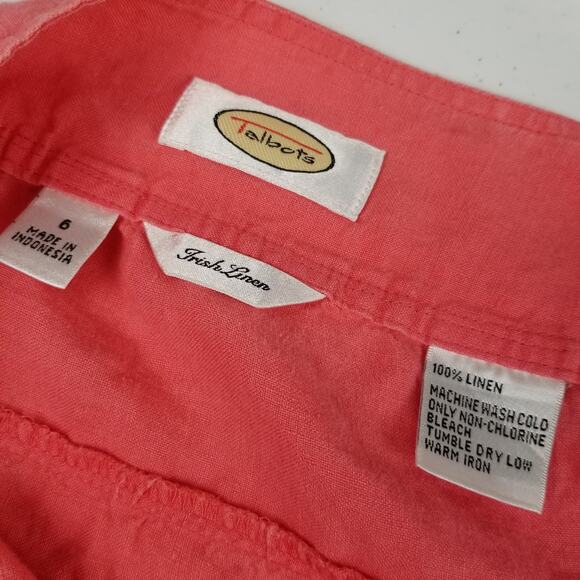 Talbots
6
MADE IN
INDONESIA
Irish Linen
100% LINEN
MACHINE WASH COLD
ONLY NON-CHLORINE
BLEACH
TUMBLE DRY LOW
WARM IRON